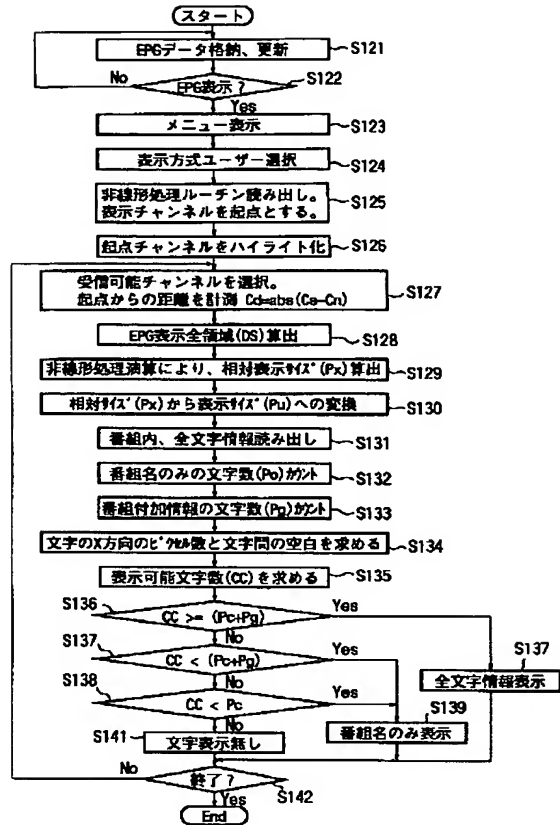 スタート
EPGデータ格納、更新
S121
No
EPG表示?
S122
Yes
メニュー表示
S123
表示方式ユーザー選択
S124
非線形処理ルーチン読み出し。
表示チャンネルを起点とする。
S125
起点チャンネルをハイライト化
S126
受信可能チャンネルを選択。
起点からの距離を計測 Cd=abs(Cs-Cn)
S127
EPG表示全領域(DS)算出
S128
非線形処理演算により、相対表示サイズ(Px)算出
S129
相対サイズ(Px)から表示サイズ(Pu)への変換
S130
番組内、全文字情報読み出し
S131
番組名のみの文字数(Po)カウント
S132
番組付加情報の文字数(Pg)カウント
S133
文字のX方向のピクセル数と文字間の空白を求める
S134
表示可能文字数(CC)を求める
S135
S136
CC >= (Pc+Pg)
Yes
No
S137
CC < (Pc+Pg)
Yes
No
S137
全文字情報表示
S138
CC < Pc
Yes
No
S139
番組名のみ表示
S141
文字表示無し
No
終了?
S142
Yes
End